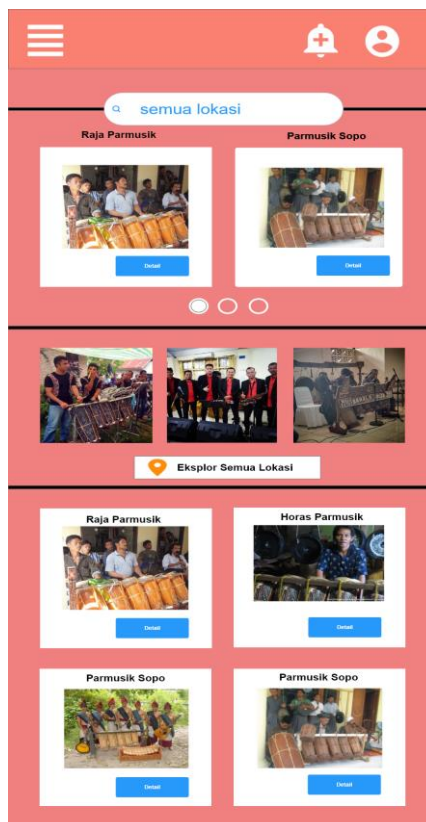 semua lokasi
Raja Parmusik
Parmusik Sopo
Detail
Detail
Eksplor Semua Lokasi
Raja Parmusik
Horas Parmusik
Detail
Detail
Parmusik Sopo
Parmusik Sopo
Detail
Detail